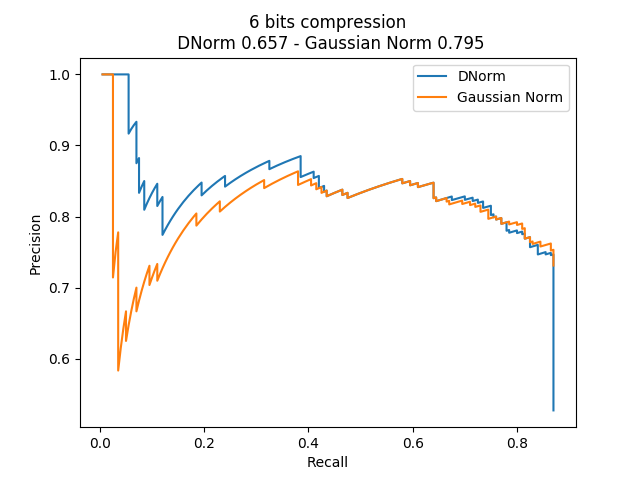 6 bits compression
DNorm 0.657 - Gaussian Norm 0.795
DNorm
Gaussian Norm
1.0
0.9
0.8
0.7
0.6
Precision
0.0 0.2 0.4 0.6 0.8
Recall